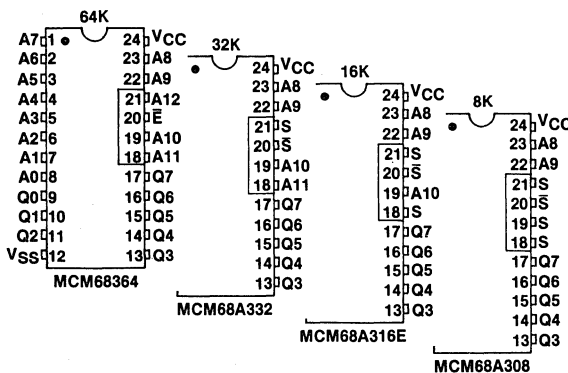 64K
A7 1 24 VCC
A6 2 23 A8
A5 3 22 A9
A4 4 21 A12
A3 5 20 E̅
A2 6 19 A10
A1 7 18 A11
A0 8 17 Q7
Q0 9 16 Q6
Q1 10 15 Q5
Q2 11 14 Q4
VSS 12 13 Q3
MCM68364
32K
24 VCC
23 A8
22 A9
21 S
20 S̅
19 A10
18 A11
17 Q7
16 Q6
15 Q5
14 Q4
13 Q3
MCM68A332
16K
24 VCC
23 A8
22 A9
21 S
20 S̅
19 A10
18 S
17 Q7
16 Q6
15 Q5
14 Q4
13 Q3
MCM68A316E
8K
24 VCC
23 A8
22 A9
21 S
20 S̅
19 S
18 S
17 Q7
16 Q6
15 Q5
14 Q4
13 Q3
MCM68A308